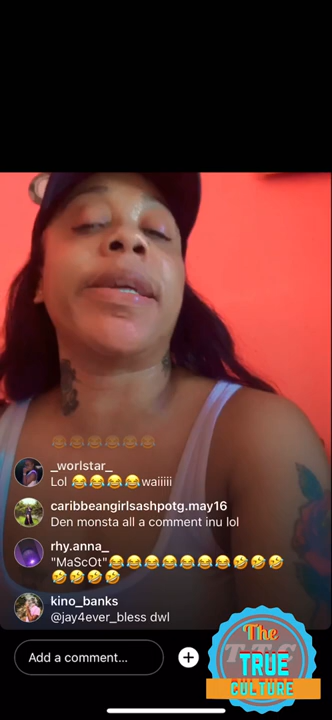 😂😂😂😂😂😂
_worlstar_
Lol 😂😂😂😂waiiiii
caribbeangirlsashpotg.may16
Den monsta all a comment inu lol
rhy.anna_
"MaScOt"😂😂😂😂😂😂😂🤣🤣🤣
🤣🤣🤣🤣
kino_banks
@jay4ever_bless dwl
Add a comment...
The
TRUE
CULTURE